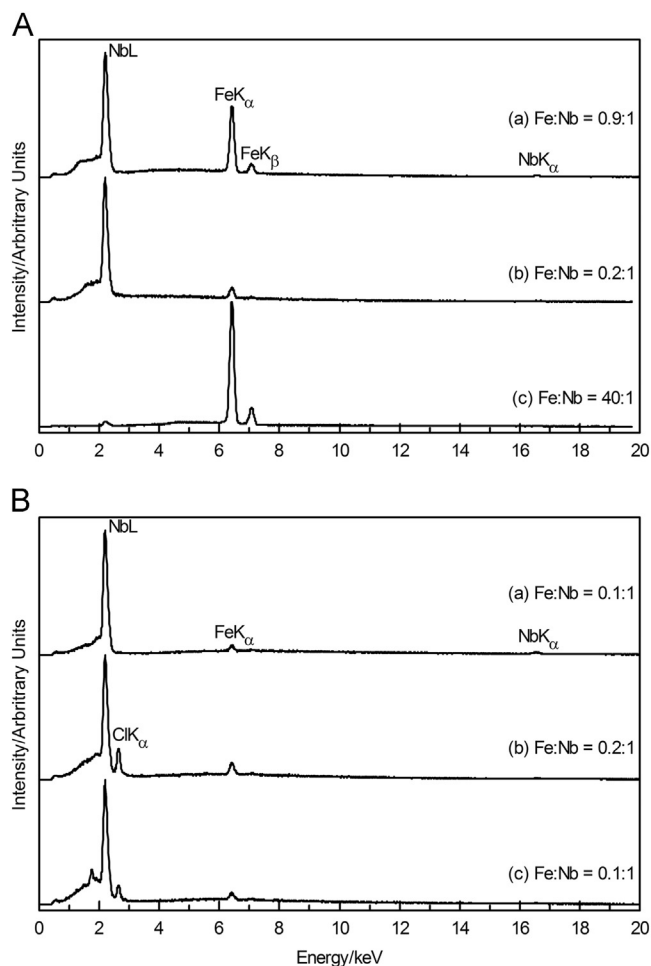 A
NbL
FeKα
FeKβ
(a) Fe:Nb = 0.9:1
NbKα
(b) Fe:Nb = 0.2:1
(c) Fe:Nb = 40:1
Intensity/Arbritrary Units
0 2 4 6 8 10 12 14 16 18 20
B
NbL
(a) Fe:Nb = 0.1:1
FeKα
NbKα
ClKα
(b) Fe:Nb = 0.2:1
(c) Fe:Nb = 0.1:1
Intensity/Arbritrary Units
0 2 4 6 8 10 12 14 16 18 20
Energy/keV